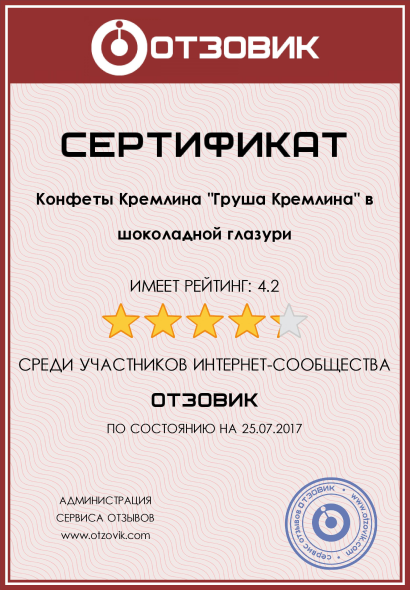 ОТЗОВИК
СЕРТИФИКАТ
Конфеты Кремлина "Груша Кремлина" в
шоколадной глазури
ИМЕЕТ РЕЙТИНГ: 4.2
СРЕДИ УЧАСТНИКОВ ИНТЕРНЕТ-СООБЩЕСТВА
ОТЗОВИК
ПО СОСТОЯНИЮ НА 25.07.2017
АДМИНИСТРАЦИЯ
СЕРВИСА ОТЗЫВОВ
www.otzovik.com
ОТЗОВИК • www.otzovik.com • сервис отзывов